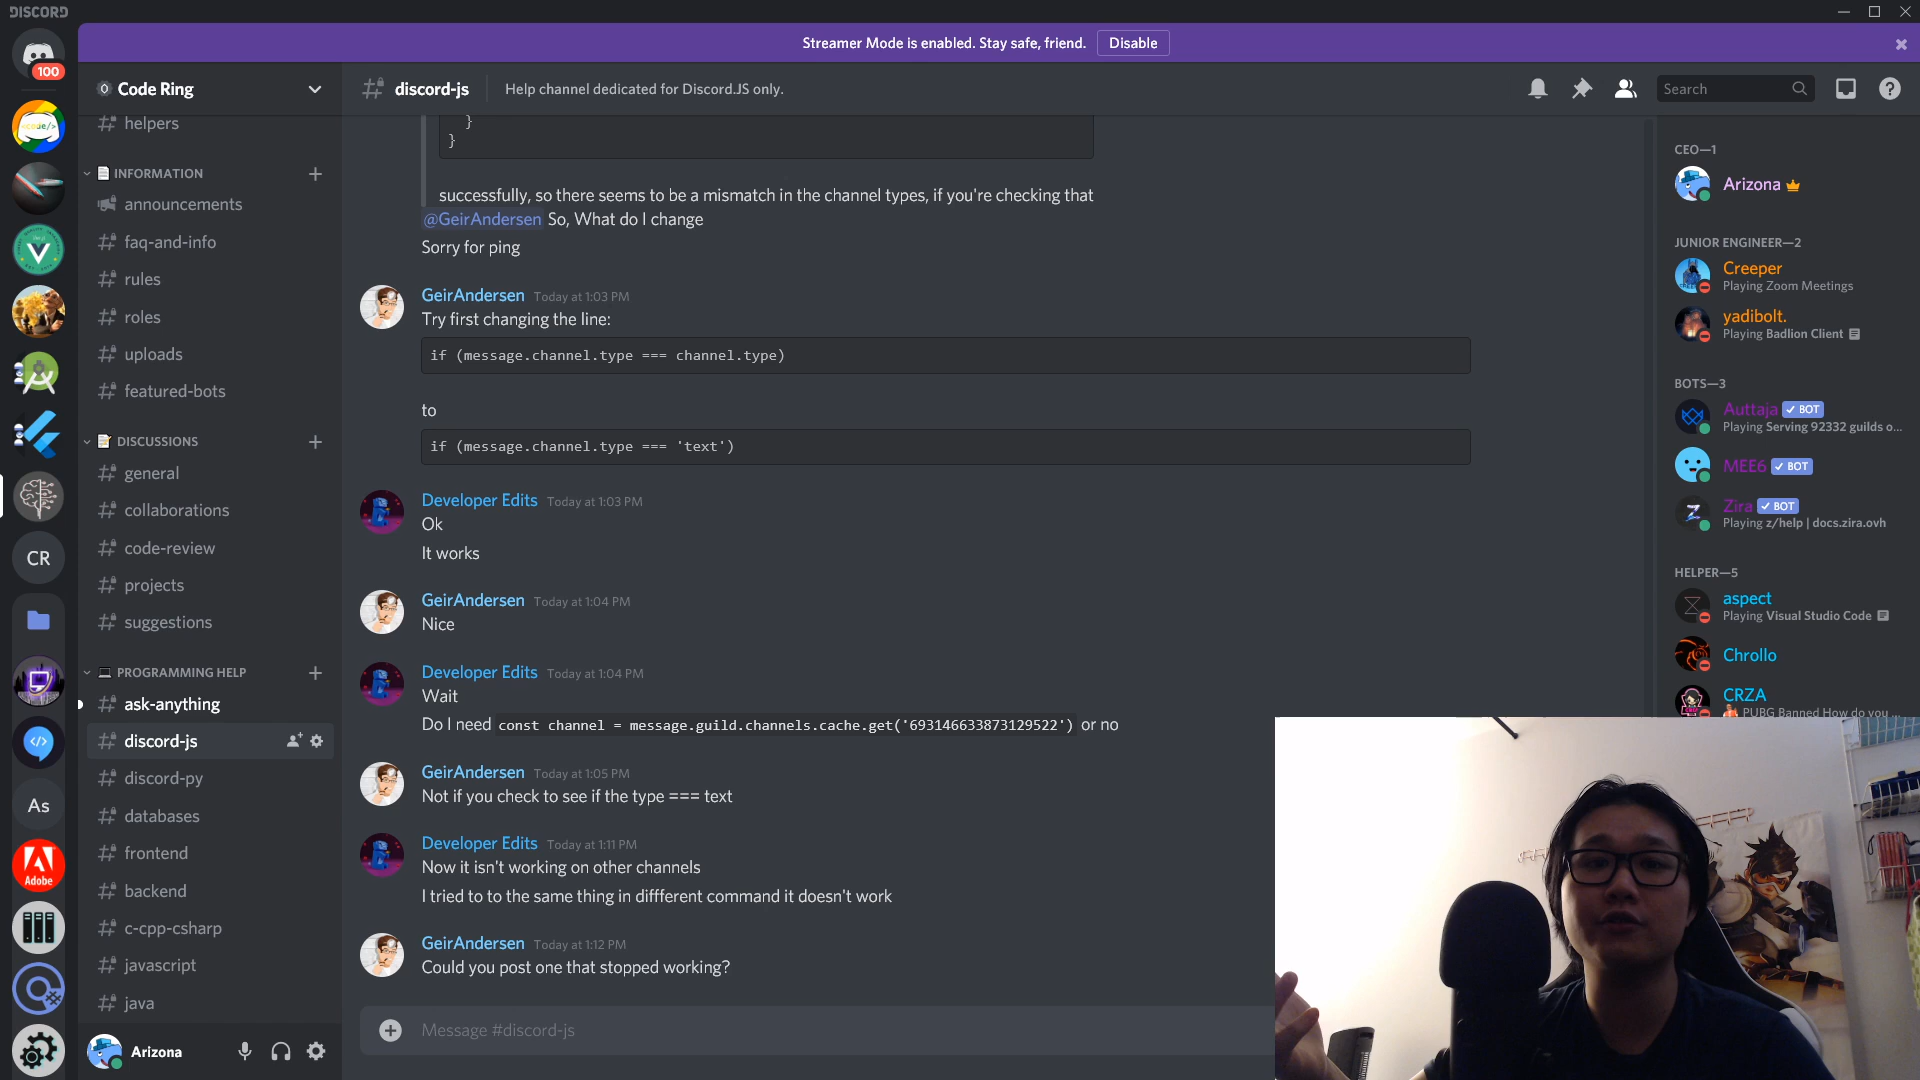 DISCORD
Streamer Mode is enabled. Stay safe, friend.
Disable
100
Code Ring
discord-js
Help channel dedicated for Discord.JS only.
Search
helpers
INFORMATION
announcements
faq-and-info
rules
roles
uploads
featured-bots
DISCUSSIONS
general
collaborations
code-review
projects
suggestions
PROGRAMMING HELP
ask-anything
discord-js
discord-py
databases
frontend
backend
c-cpp-csharp
javascript
java
Arizona
CR
As
Adobe
}
}
successfully, so there seems to be a mismatch in the channel types, if you're checking that
@GeirAndersen So, What do I change
Sorry for ping
GeirAndersen Today at 1:03 PM
Try first changing the line:
if (message.channel.type === channel.type)
to
if (message.channel.type === 'text')
Developer Edits Today at 1:03 PM
Ok
It works
GeirAndersen Today at 1:04 PM
Nice
Developer Edits Today at 1:04 PM
Wait
Do I need const channel = message.guild.channels.cache.get('693146633873129522') or no
GeirAndersen Today at 1:05 PM
Not if you check to see if the type === text
Developer Edits Today at 1:11 PM
Now it isn't working on other channels
I tried to to the same thing in diffferent command it doesn't work
GeirAndersen Today at 1:12 PM
Could you post one that stopped working?
Message #discord-js
CEO—1
Arizona
JUNIOR ENGINEER—2
Creeper
Playing Zoom Meetings
yadibolt.
Playing Badlion Client
BOTS—3
Auttaja BOT
Playing Serving 92332 guilds o...
MEE6 BOT
Zira BOT
Playing z/help | docs.zira.ovh
HELPER—5
aspect
Playing Visual Studio Code
Chrollo
CRZA
PUBG Banned How do you ...